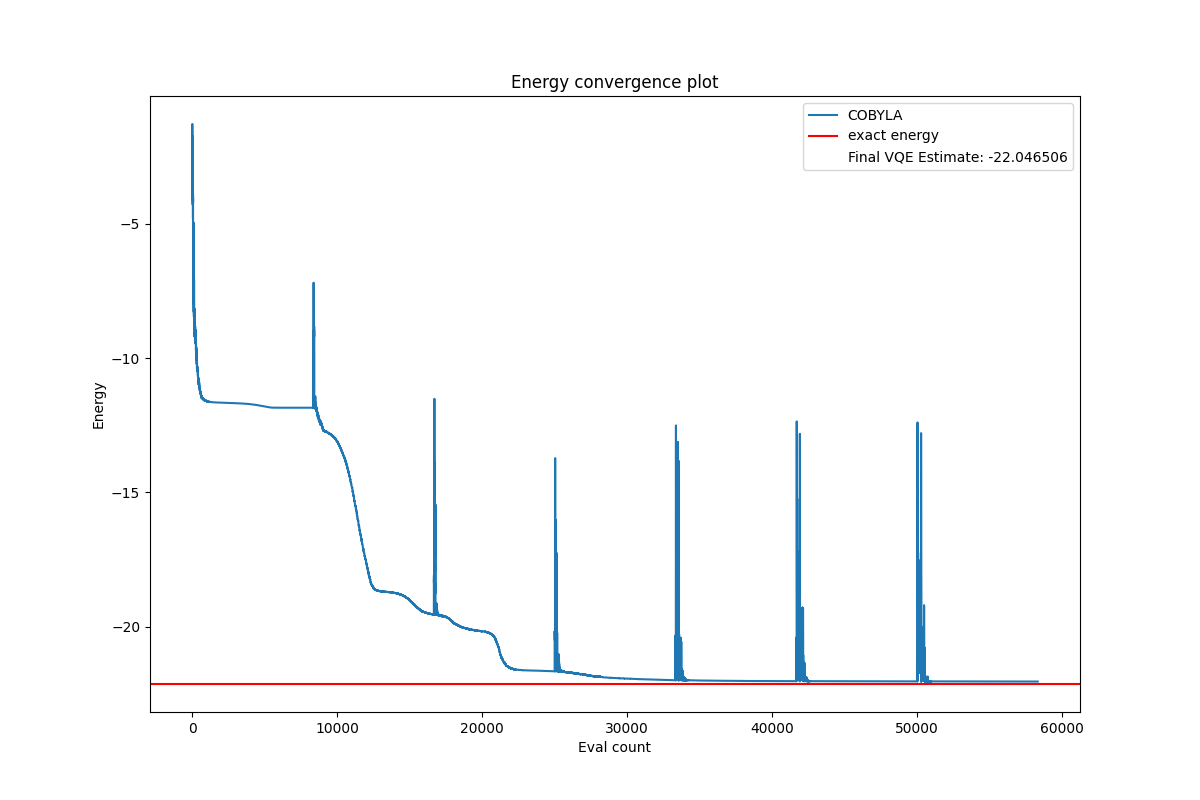 Energy convergence plot
COBYLA
exact energy
Final VQE Estimate: -22.046506
Energy
−5
−10
−15
−20
0 10000 20000 30000 40000 50000 60000
Eval count